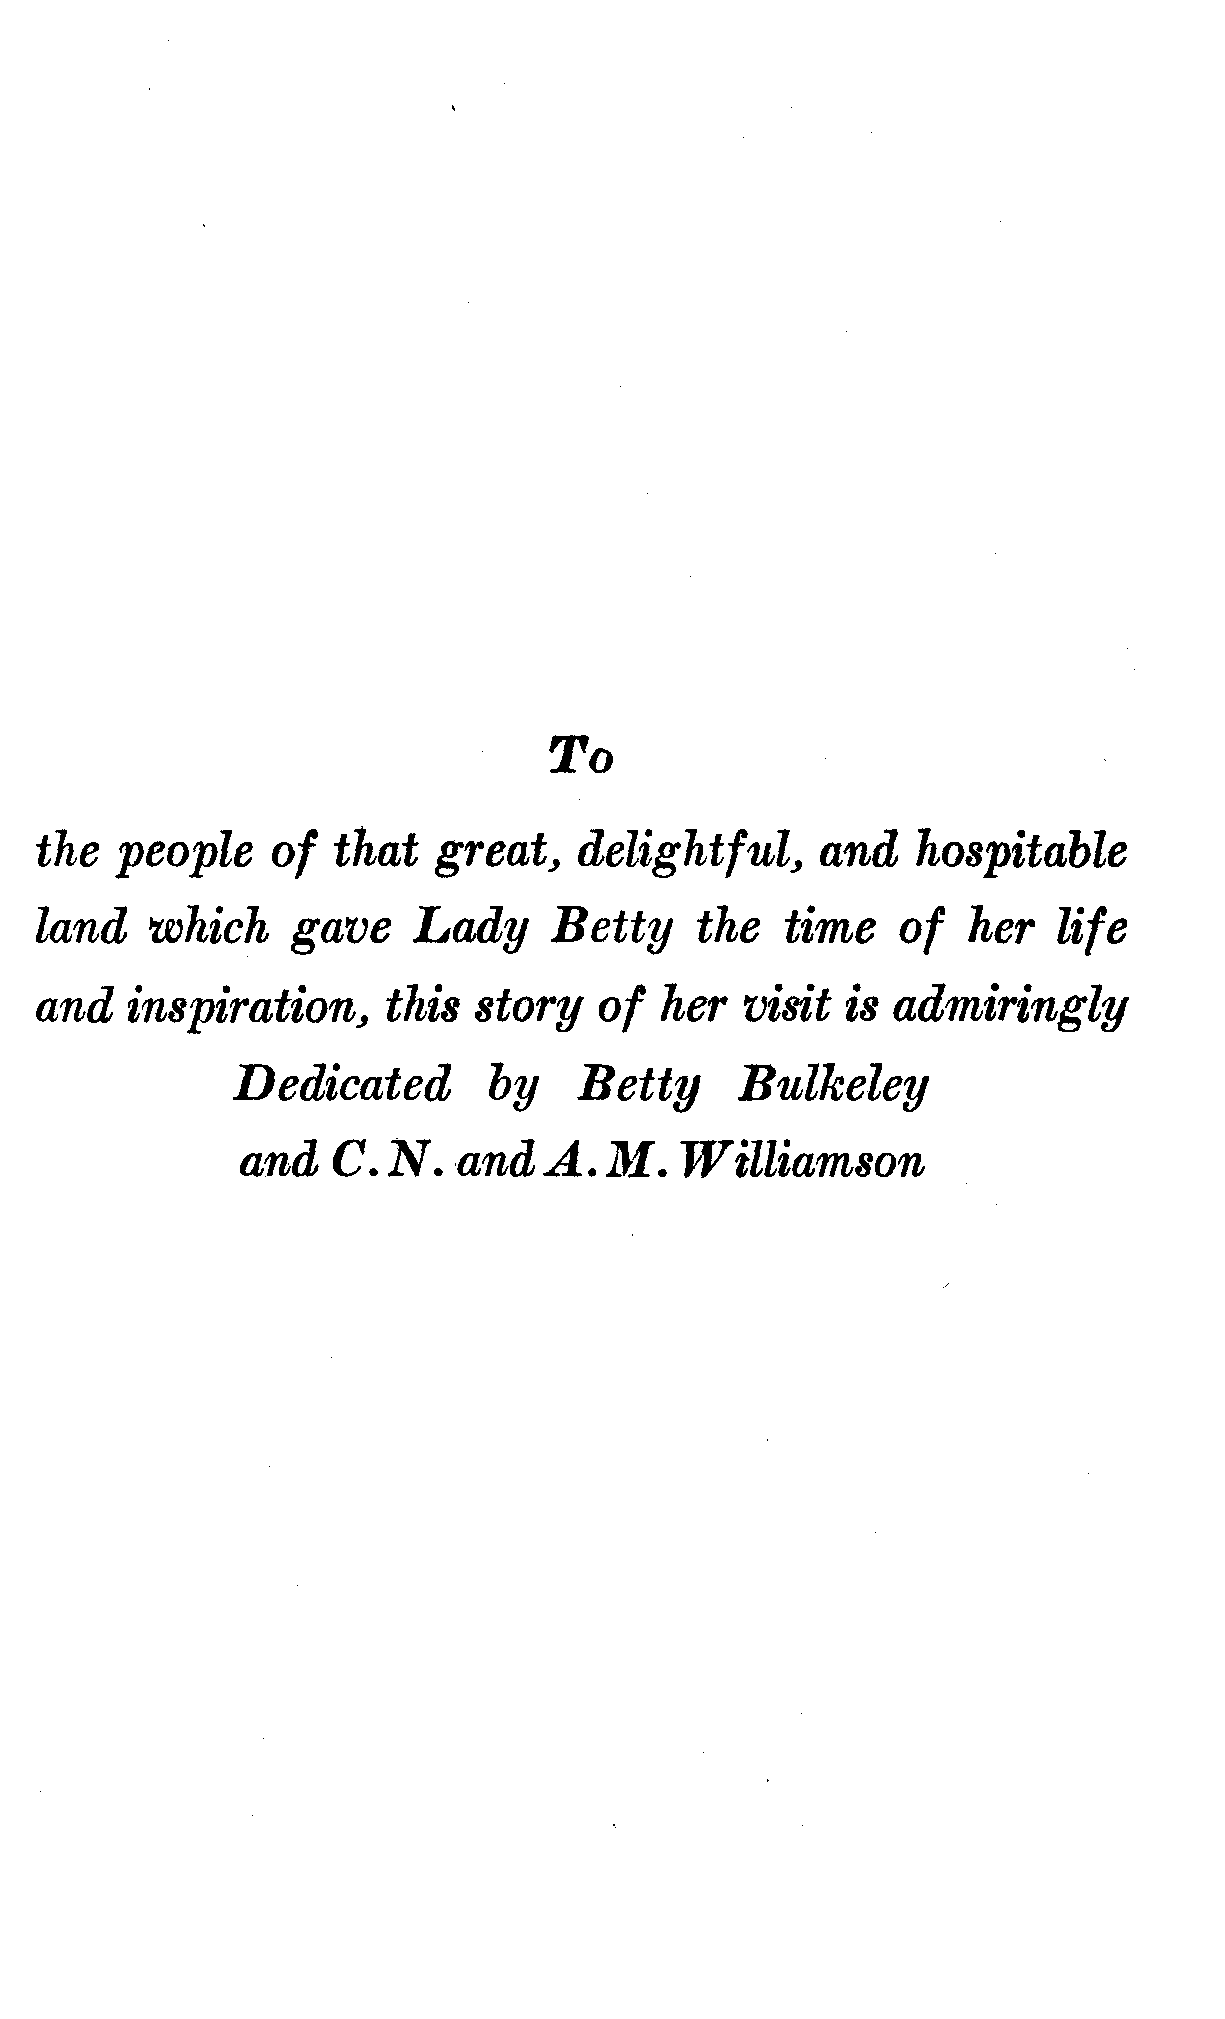 To
the people of that great, delightful, and hospitable
land which gave Lady Betty the time of her life
and inspiration, this story of her visit is admiringly
Dedicated by Betty Bulkeley
and C. N. and A. M. Williamson